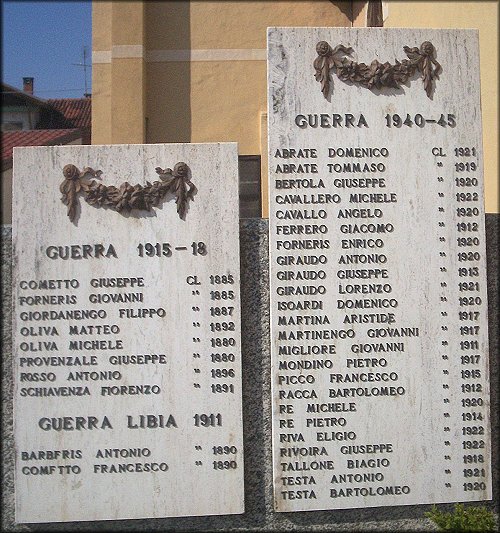 GUERRA 1915-18
COMETTO GIUSEPPE CL 1885
FORNERIS GIOVANNI " 1885
GIORDANENGO FILIPPO " 1887
OLIVA MATTEO " 1892
OLIVA MICHELE " 1880
PROVENZALE GIUSEPPE " 1880
ROSSO ANTONIO " 1896
SCHIAVENZA FIORENZO " 1891
GUERRA LIBIA 1911
BARBFRIS ANTONIO " 1890
COMFTTO FRANCESCO " 1890
GUERRA 1940-45
ABRATE DOMENICO CL 1921
ABRATE TOMMASO " 1919
BERTOLA GIUSEPPE " 1920
CAVALLERO MICHELE " 1922
CAVALLO ANGELO " 1920
FERRERO GIACOMO " 1912
FORNERIS ENRICO " 1920
GIRAUDO ANTONIO " 1920
GIRAUDO GIUSEPPE " 1913
GIRAUDO LORENZO " 1921
ISOARDI DOMENICO " 1920
MARTINA ARISTIDE " 1917
MARTINENGO GIOVANNI " 1917
MIGLIORE GIOVANNI " 1911
MONDINO PIETRO " 1917
PICCO FRANCESCO " 1915
RACCA BARTOLOMEO " 1912
RE MICHELE " 1920
RE PIETRO " 1914
RIVA ELIGIO " 1922
RIVOIRA GIUSEPPE " 1922
TALLONE BIAGIO " 1918
TESTA ANTONIO " 1921
TESTA BARTOLOMEO " 1920